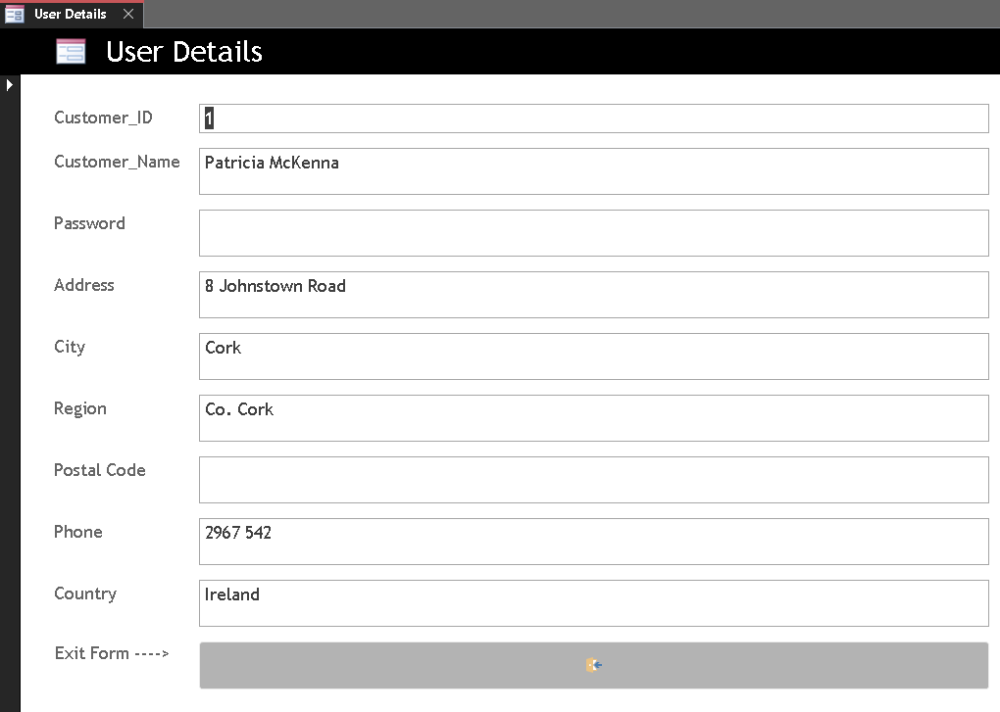 User Details
User Details
Customer_ID 1
Customer_Name Patricia McKenna
Password
Address 8 Johnstown Road
City Cork
Region Co. Cork
Postal Code
Phone 2967 542
Country Ireland
Exit Form ---->